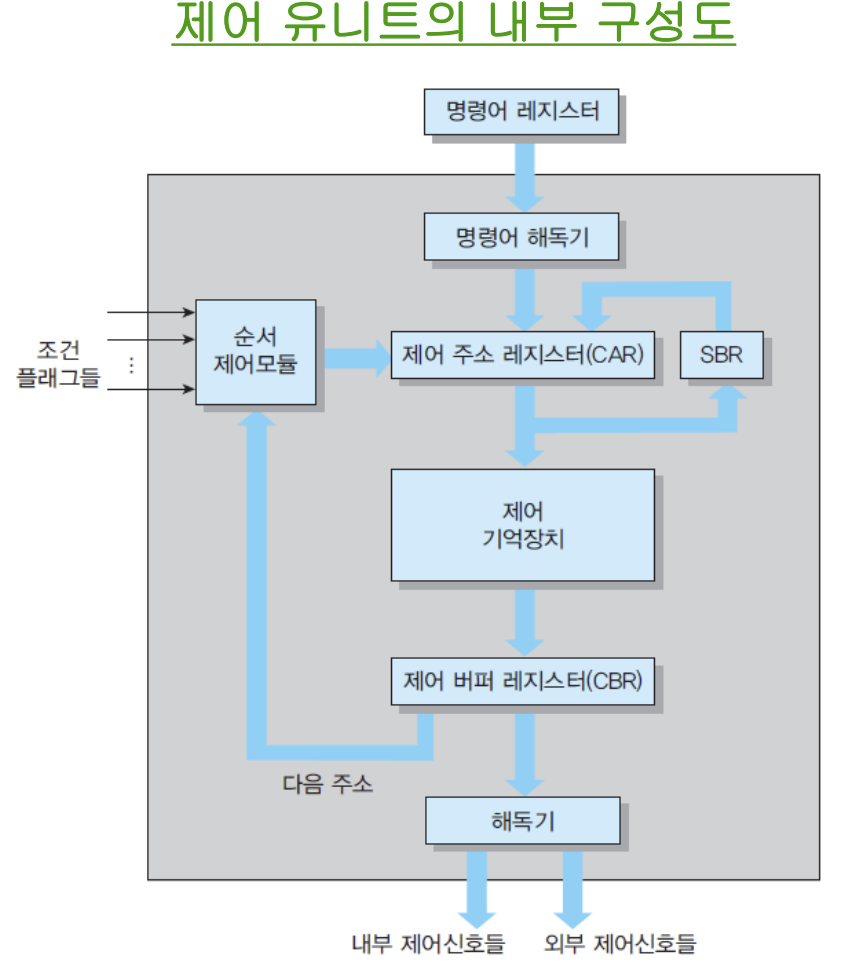 제어 유니트의 내부 구성도
명령어 레지스터
명령어 해독기
순서
제어모듈
제어 주소 레지스터(CAR)
SBR
조건
플래그들
⋮
제어
기억장치
제어 버퍼 레지스터(CBR)
다음 주소
해독기
내부 제어신호들
외부 제어신호들